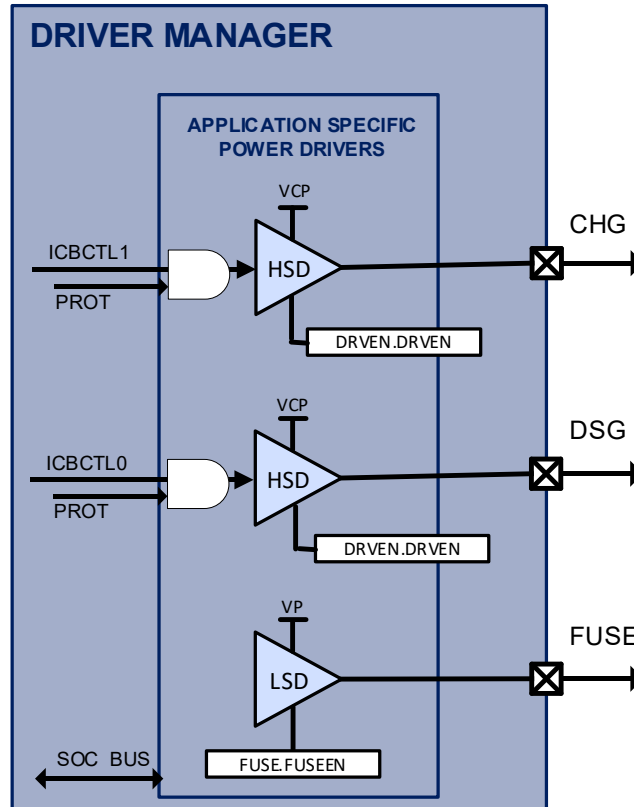 DRIVER MANAGER
APPLICATION SPECIFIC
POWER DRIVERS
VCP
CHG
ICBCTL1
HSD
PROT
DRVEN.DRVEN
VCP
DSG
ICBCTL0
HSD
PROT
DRVEN.DRVEN
VP
FUSE
LSD
SOC BUS
FUSE.FUSEEN